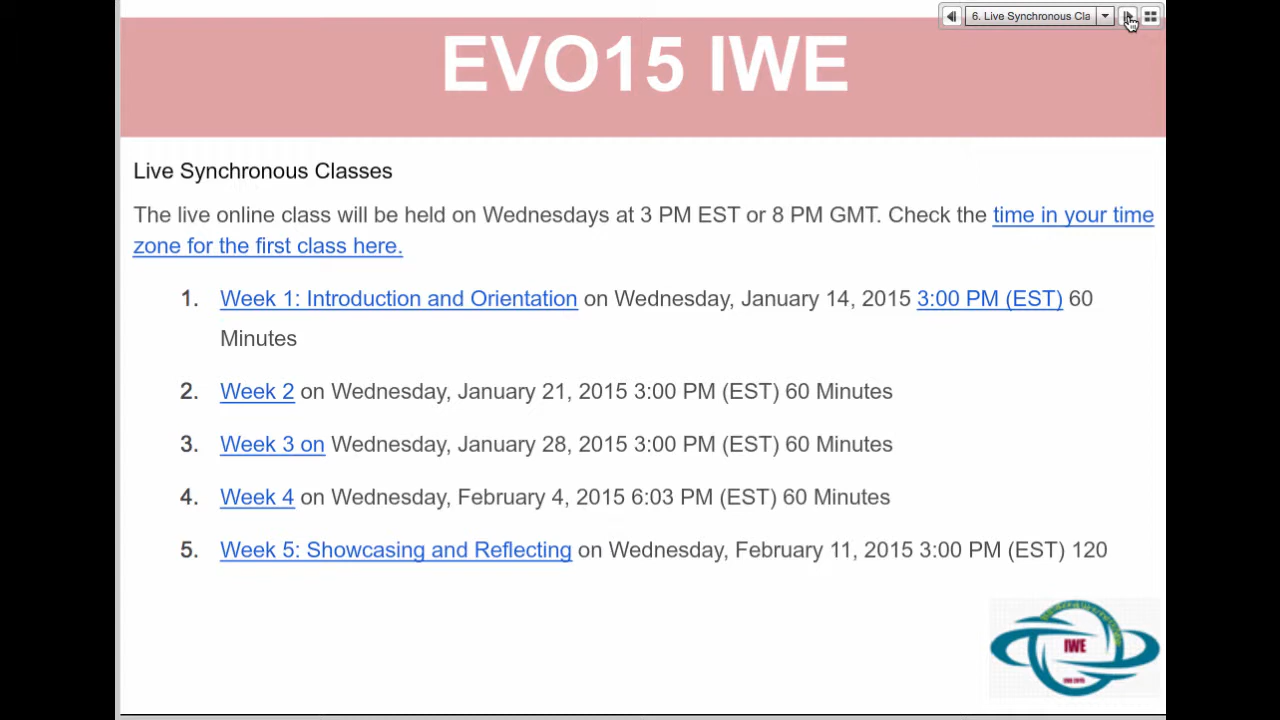 6. Live Synchronous Cla
EVO15 IWE
Live Synchronous Classes
The live online class will be held on Wednesdays at 3 PM EST or 8 PM GMT. Check the time in your time
zone for the first class here.
1. Week 1: Introduction and Orientation on Wednesday, January 14, 2015 3:00 PM (EST) 60
Minutes
2. Week 2 on Wednesday, January 21, 2015 3:00 PM (EST) 60 Minutes
3. Week 3 on Wednesday, January 28, 2015 3:00 PM (EST) 60 Minutes
4. Week 4 on Wednesday, February 4, 2015 6:03 PM (EST) 60 Minutes
5. Week 5: Showcasing and Reflecting on Wednesday, February 11, 2015 3:00 PM (EST) 120
IWE